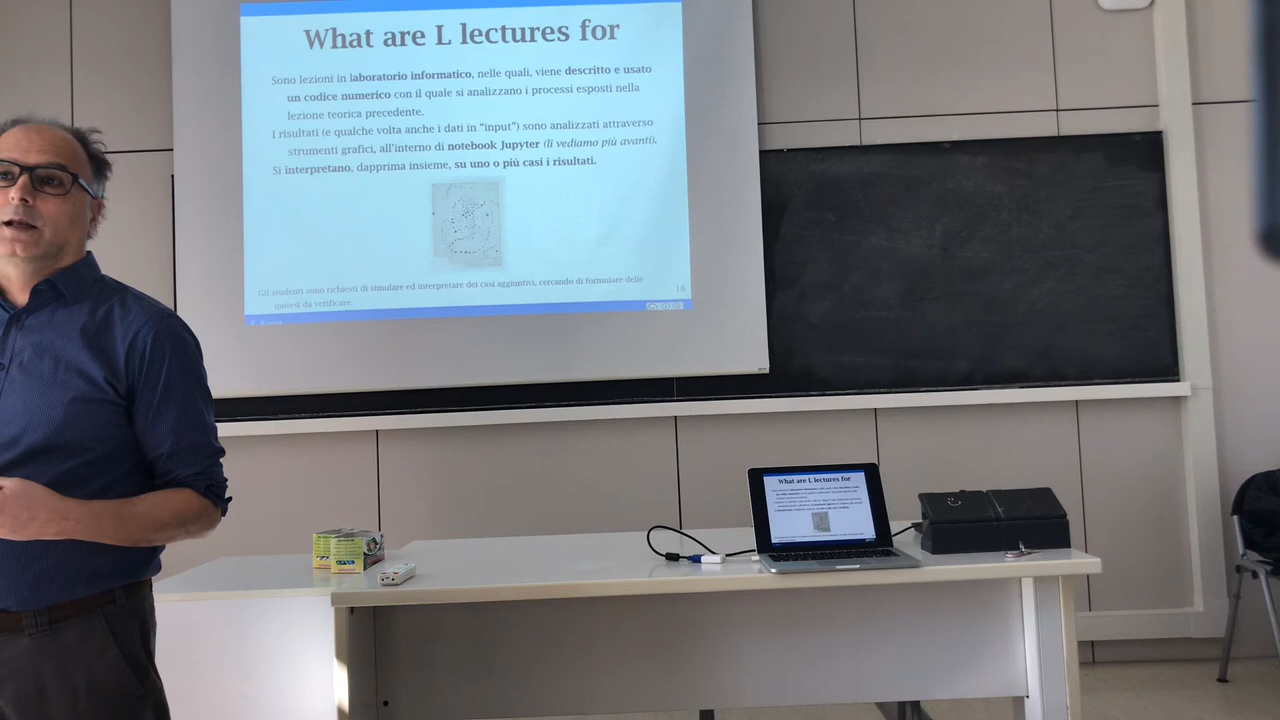 What are L lectures for
Sono lezioni in laboratorio informatico, nelle quali, viene descritto e usato
un codice numerico con il quale si analizzano i processi esposti nella
lezione teorica precedente.
I risultati (e qualche volta anche i dati in “input”) sono analizzati attraverso
strumenti grafici, all’interno di notebook Jupyter (li vediamo più avanti).
Si interpretano, dapprima insieme, su uno o più casi i risultati.
Gli studenti sono richiesti di simulare ed interpretare dei casi aggiuntivi, cercando di formulare delle
ipotesi da verificare.
18
What are L lectures for